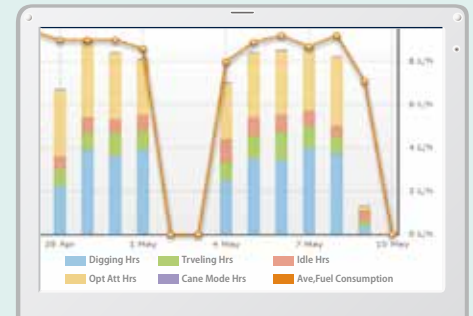 8 L/h
6 L/h
4 L/h
2 L/h
0 L/h
28 Apr 1 May 4 May 7 May 10 May
Digging Hrs Trveling Hrs Idle Hrs
Opt Att Hrs Cane Mode Hrs Ave,Fuel Consumption